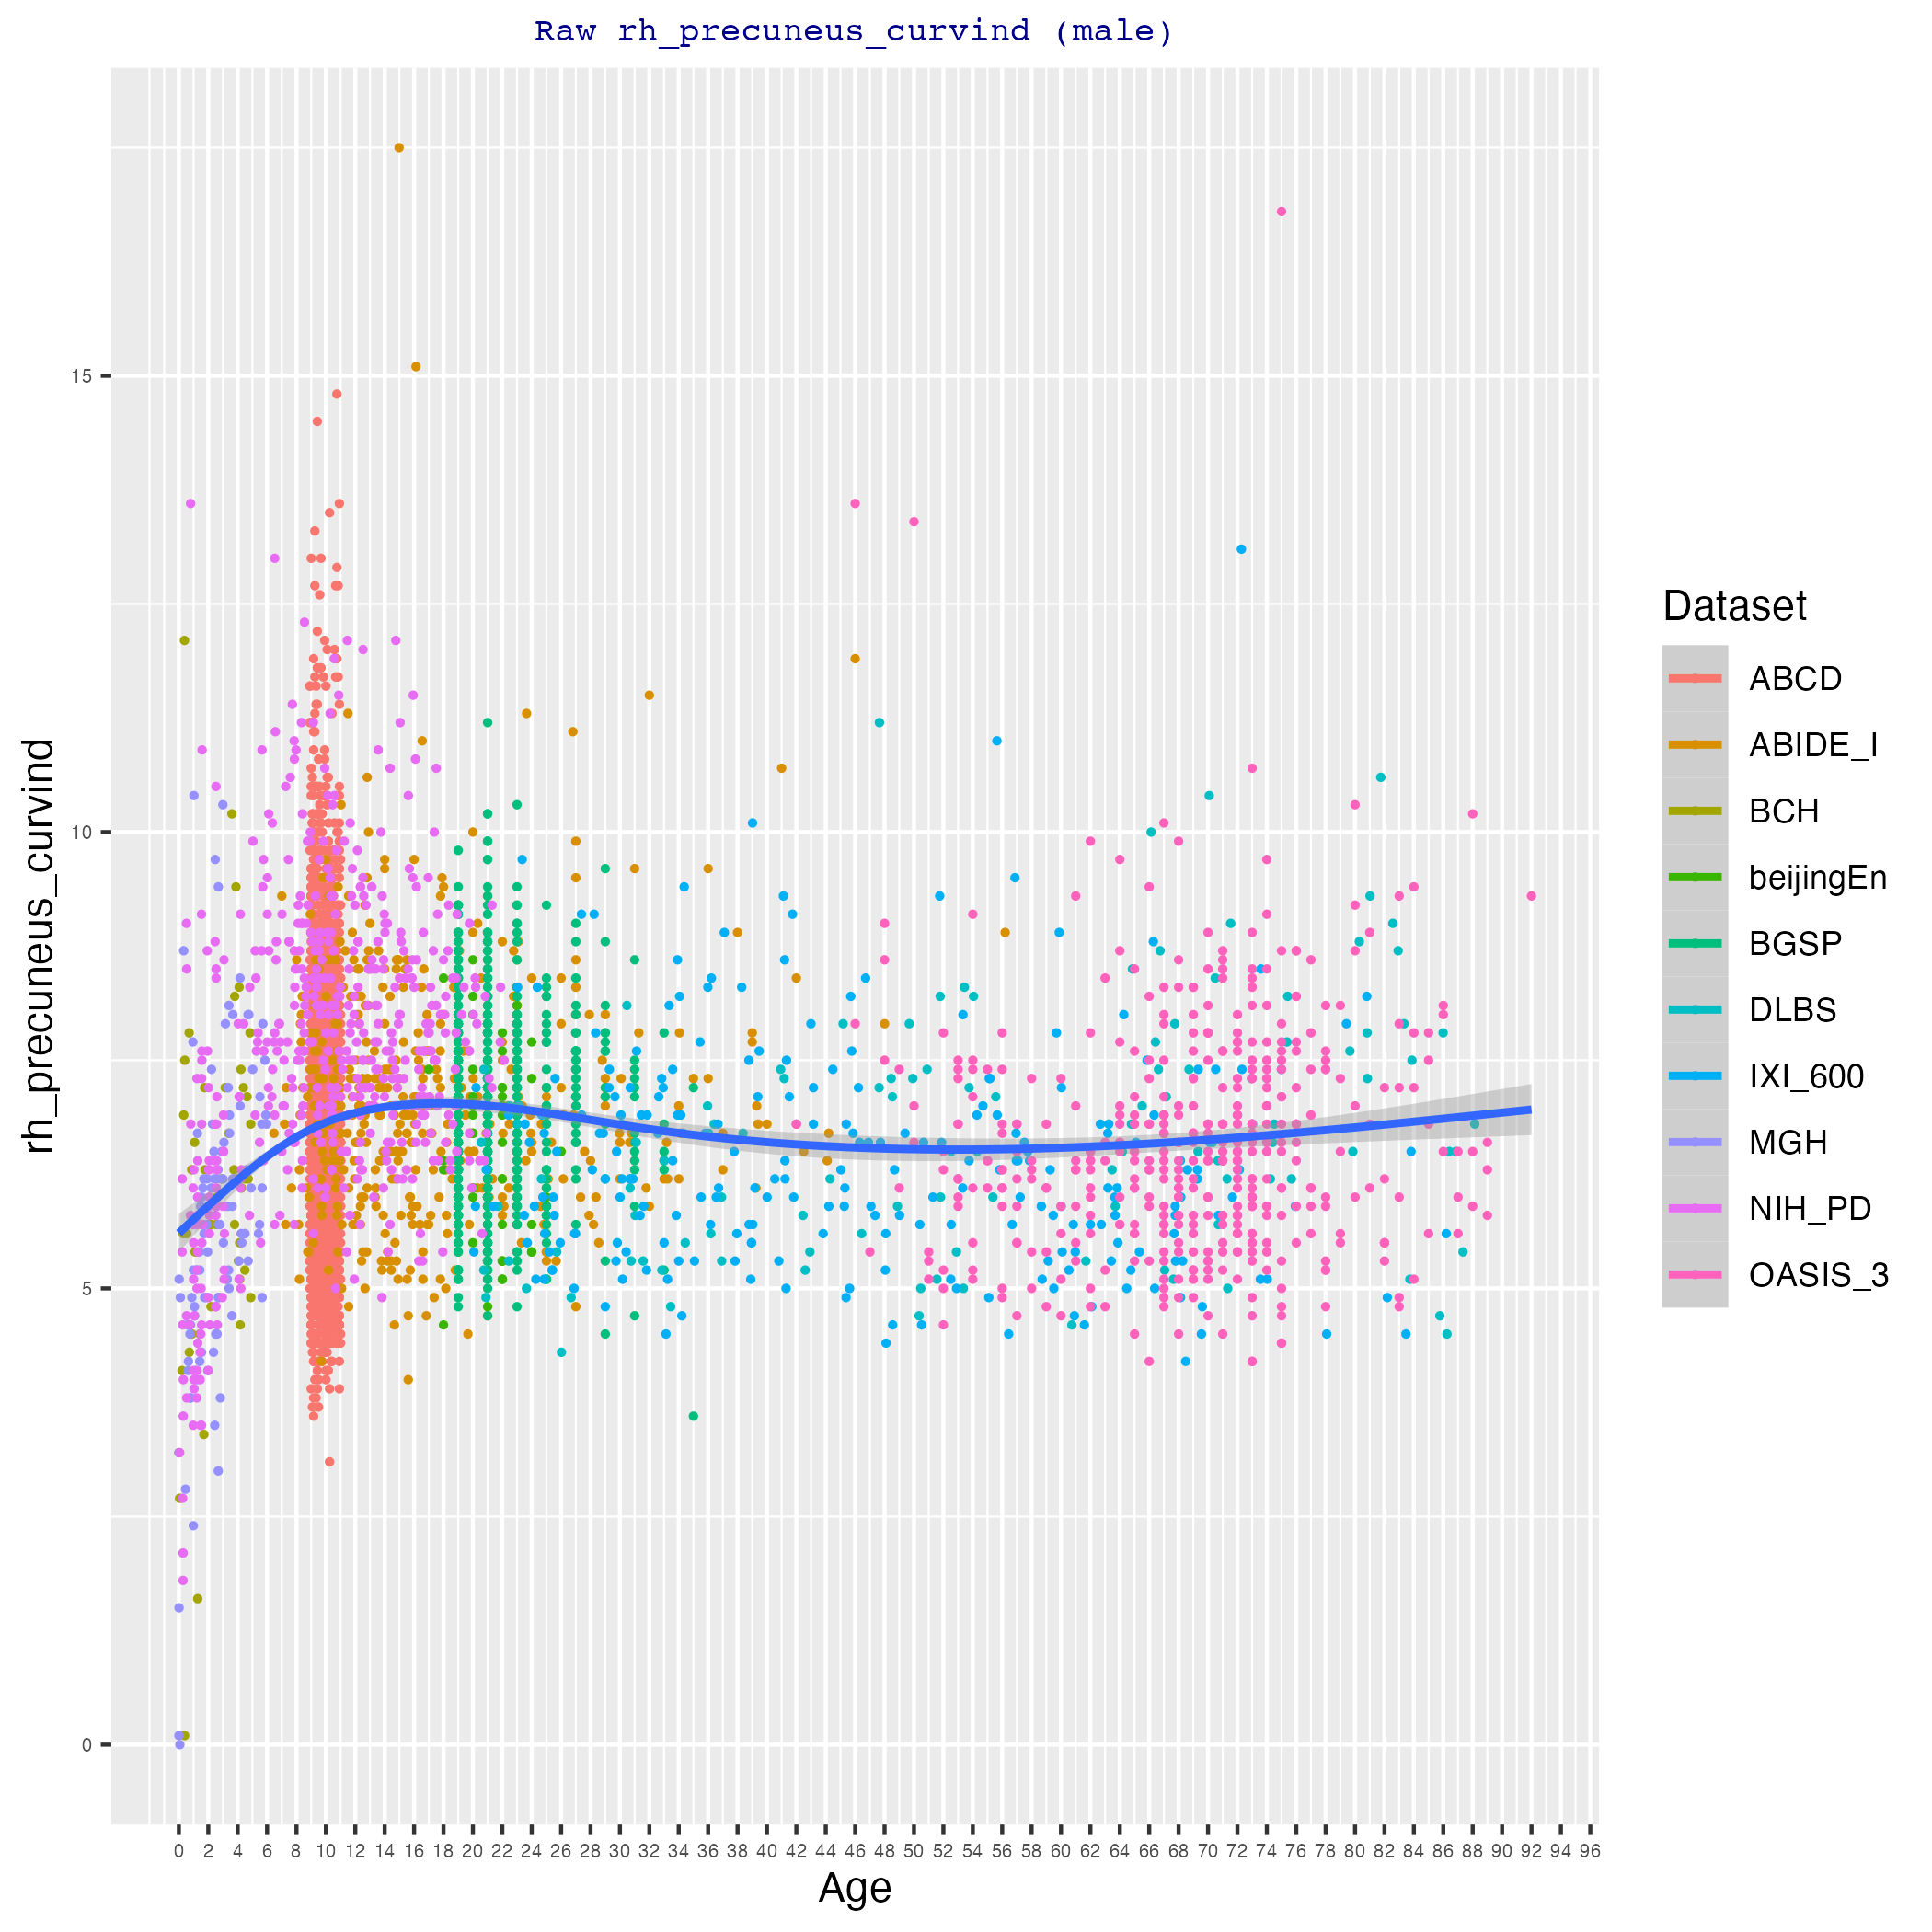 Raw rh_precuneus_curvind (male)
rh_precuneus_curvind
15
10
5
0
0 2 4 6 8 10 12 14 16 18 20 22 24 26 28 30 32 34 36 38 40 42 44 46 48 50 52 54 56 58 60 62 64 66 68 70 72 74 76 78 80 82 84 86 88 90 92 94 96
Age
Dataset
ABCD
ABIDE_I
BCH
beijingEn
BGSP
DLBS
IXI_600
MGH
NIH_PD
OASIS_3